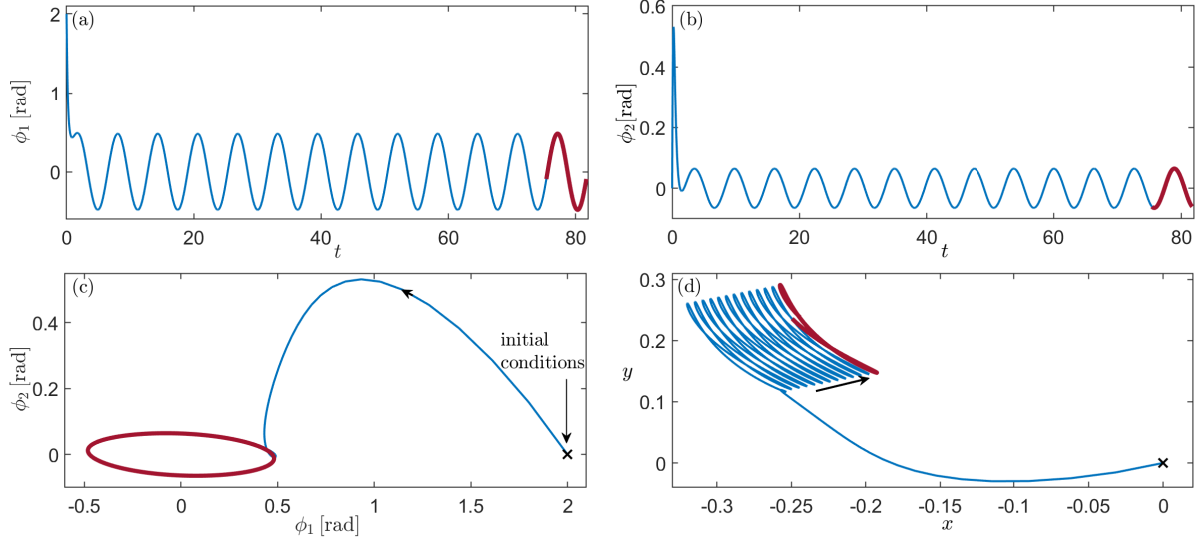 (a)
2
1
0
ϕ₁ [rad]
0 20 40 60 80
t
(b)
0.6
0.4
0.2
0
ϕ₂[rad]
0 20 40 60 80
t
(c)
0.4
0.2
0
ϕ₂ [rad]
initial
conditions
-0.5 0 0.5 1 1.5 2
ϕ₁ [rad]
(d)
0.3
0.2
0.1
0
y
-0.3 -0.25 -0.2 -0.15 -0.1 -0.05 0
x